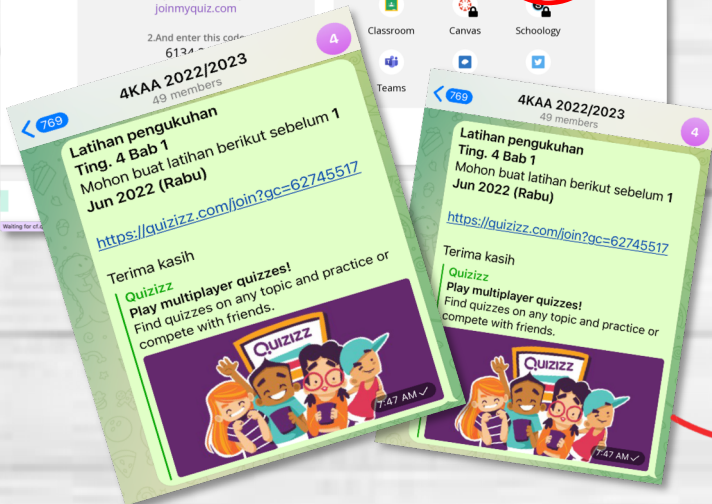 joinmyquiz.com
2.And enter this code
6134
Classroom
Canvas
Schoology
Teams
769
4KAA 2022/2023
49 members
4
Latihan pengukuhan
Ting. 4 Bab 1
Mohon buat latihan berikut sebelum 1
Jun 2022 (Rabu)
https://quizizz.com/join?gc=62745517
Terima kasih
Quizizz
Play multiplayer quizzes!
Find quizzes on any topic and practice or
compete with friends.
QUIZIZZ
7:47 AM
769
4KAA 2022/2023
49 members
4
Latihan pengukuhan
Ting. 4 Bab 1
Mohon buat latihan berikut sebelum 1
Jun 2022 (Rabu)
https://quizizz.com/join?gc=62745517
Terima kasih
Quizizz
Play multiplayer quizzes!
Find quizzes on any topic and practice or
compete with friends.
QUIZIZZ
7:47 AM
Waiting for